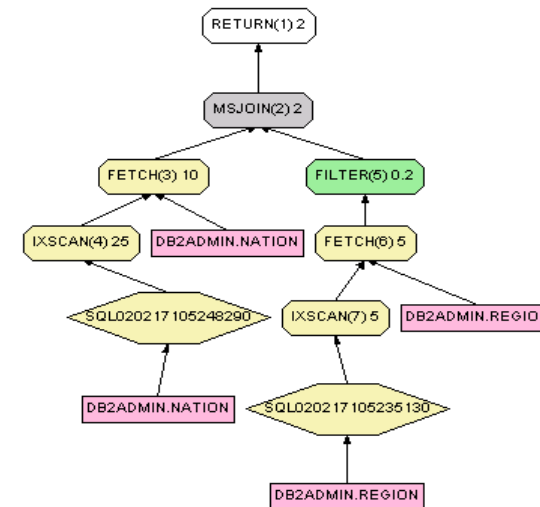 RETURN(1) 2
MSJOIN(2) 2
FETCH(3) 10
FILTER(5) 0.2
IXSCAN(4) 25
DB2ADMIN.NATION
FETCH(6) 5
SQL020217105248290
IXSCAN(7) 5
DB2ADMIN.REGIO
DB2ADMIN.NATION
SQL020217105235130
DB2ADMIN.REGION